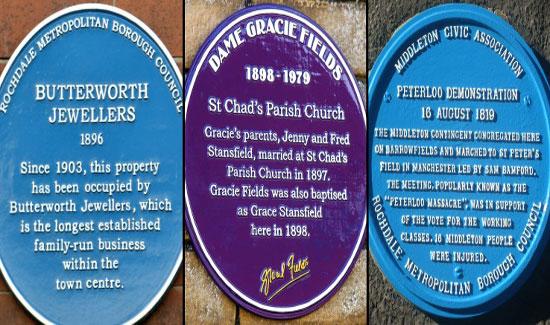 ROCHDALE METROPOLITAN BOROUGH COUNCIL
BUTTERWORTH
JEWELLERS
1896
Since 1903, this property
has been occupied by
Butterworth Jewellers, which
is the longest established
family-run business
within the
town centre.
DAME GRACIE FIELDS
1898-1979
St Chad's Parish Church
Gracie's parents, Jenny and Fred
Stansfield, married at St Chad's
Parish Church in 1897.
Gracie Fields was also baptised
as Grace Stansfield
here in 1898.
Gracie Fields
MIDDLETON CIVIC ASSOCIATION
PETERLOO DEMONSTRATION
16 AUGUST 1819
THE MIDDLETON CONTINGENT CONGREGATED HERE
ON BARROWFIELDS AND MARCHED TO ST PETER'S
FIELD IN MANCHESTER LED BY SAM BAMFORD.
THE MEETING, POPULARLY KNOWN AS THE
"PETERLOO MASSACRE", WAS IN SUPPORT
OF THE VOTE FOR THE WORKING
CLASSES. 16 MIDDLETON PEOPLE
WERE INJURED.
ROCHDALE METROPOLITAN BOROUGH COUNCIL